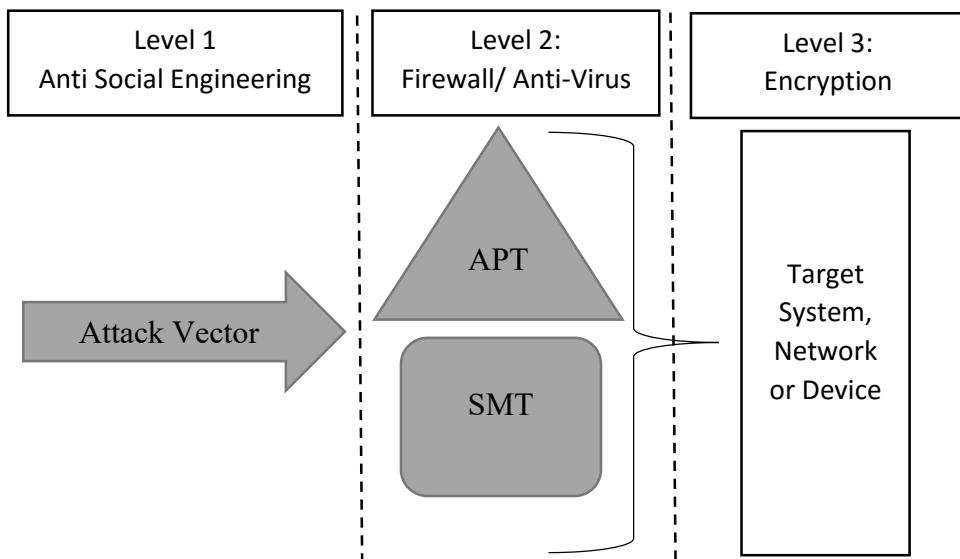 Level 1
Anti Social Engineering
Level 2:
Firewall/ Anti-Virus
Level 3:
Encryption
Attack Vector
APT
SMT
Target
System,
Network
or Device